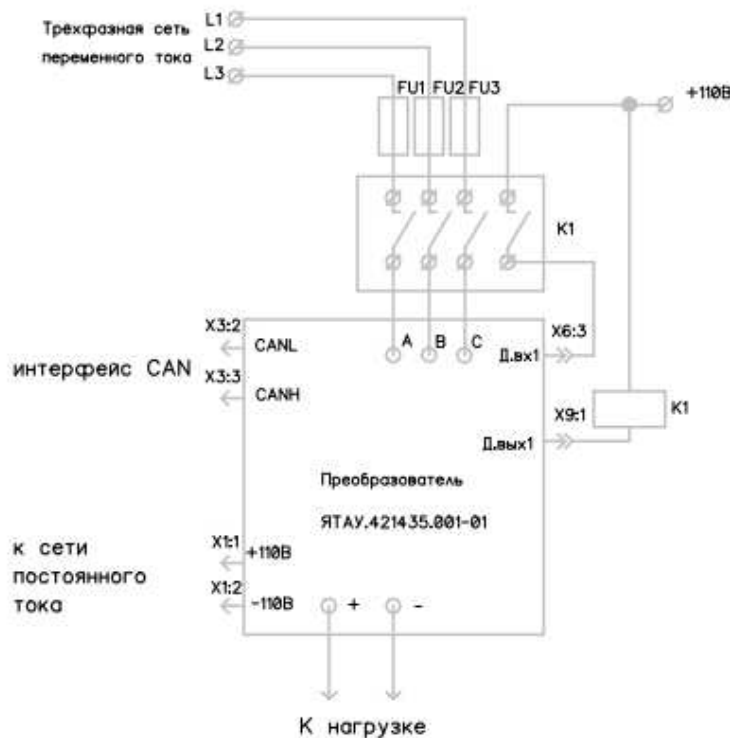 Трёхфазная сеть
переменного тока
L1
L2
L3
FU1 FU2 FU3
+110В
K1
X3:2
CANL
A
B
C
X6:3
Д.вх1
интерфейс CAN
X3:3
CANH
K1
X9:1
Д.вых1
Преобразователь
ЯТАУ.421435.001-01
к сети
постоянного
тока
X1:1
+110В
X1:2
-110В
+
-
К нагрузке